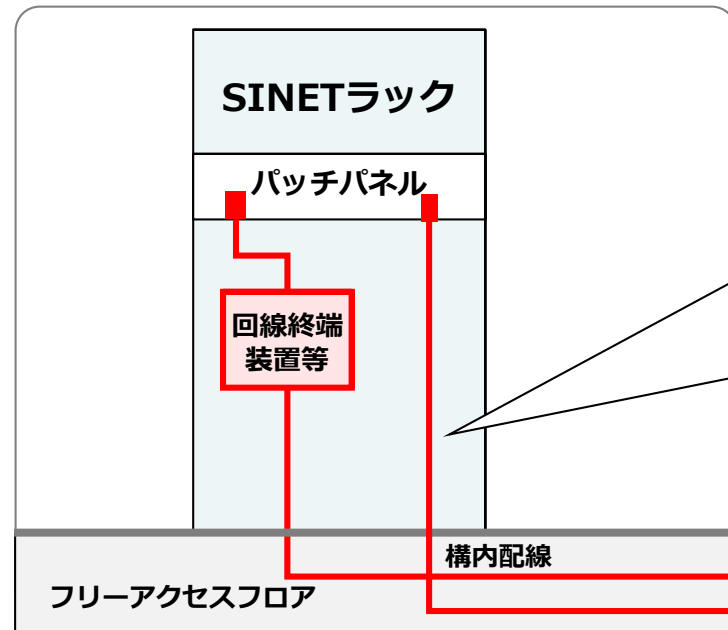 SINETラック
パッチパネル
回線終端
装置等
構内配線
フリーアクセスフロア